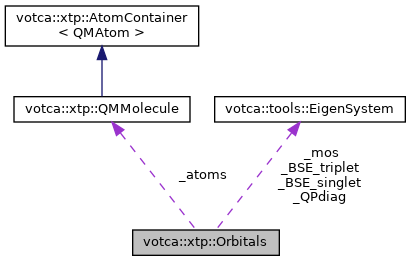 votca::xtp::AtomContainer
< QMAtom >
votca::xtp::QMMolecule
votca::tools::EigenSystem
_atoms
_mos
_BSE_triplet
_BSE_singlet
_QPdiag
votca::xtp::Orbitals